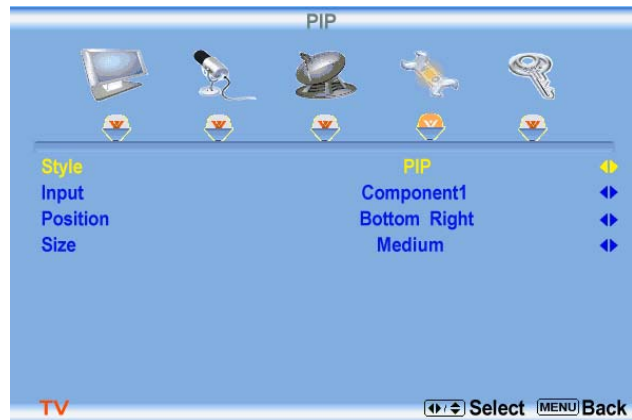 PIP
Style PIP
Input Component1
Position Bottom Right
Size Medium
TV Select MENU Back